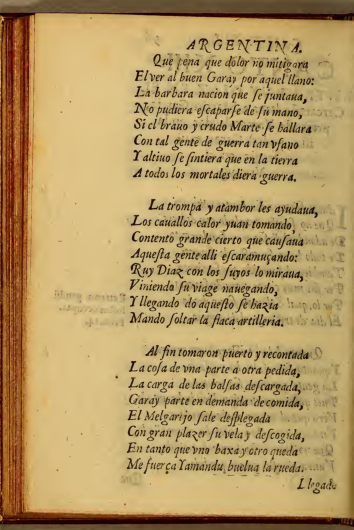 ARGENTINA.
Que pena que dolor no mitigara
El ver al buen Garay por aquel llano:
La barbara nacion que ſe juntaua,
No pudiera eſcaparſe de ſu mano,
Si el brauo y crudo Marte ſe hallara
Con tal gente de guerra tan vſano
Y altiuo ſe ſintiera que en la tierra
A todos los mortales diera guerra.
La trompa y atambor les ayudaua,
Los cauallos calor yuan tomando,
Contento grande cierto que cauſaua
Aqueſta gente alli eſcaramuçando:
Ruy Diaz con los ſuyos lo miraua,
Viniendo ſu viage nauegando,
Y llegando do aqueſto ſe hazia
Mando ſoltar la flaca artilleria.
Al fin tomaron puerto y recontada
La coſa de vna parte a otra pedida,
La carga de las balſas deſcargada,
Garay parte en demanda de comida,
El Melgarejo ſale deſplegada
Con gran plazer ſu vela y deſcogida,
En tanto que vno baxa y otro queda
Me fuerça Yamandu, buelua la rueda.
Llegado